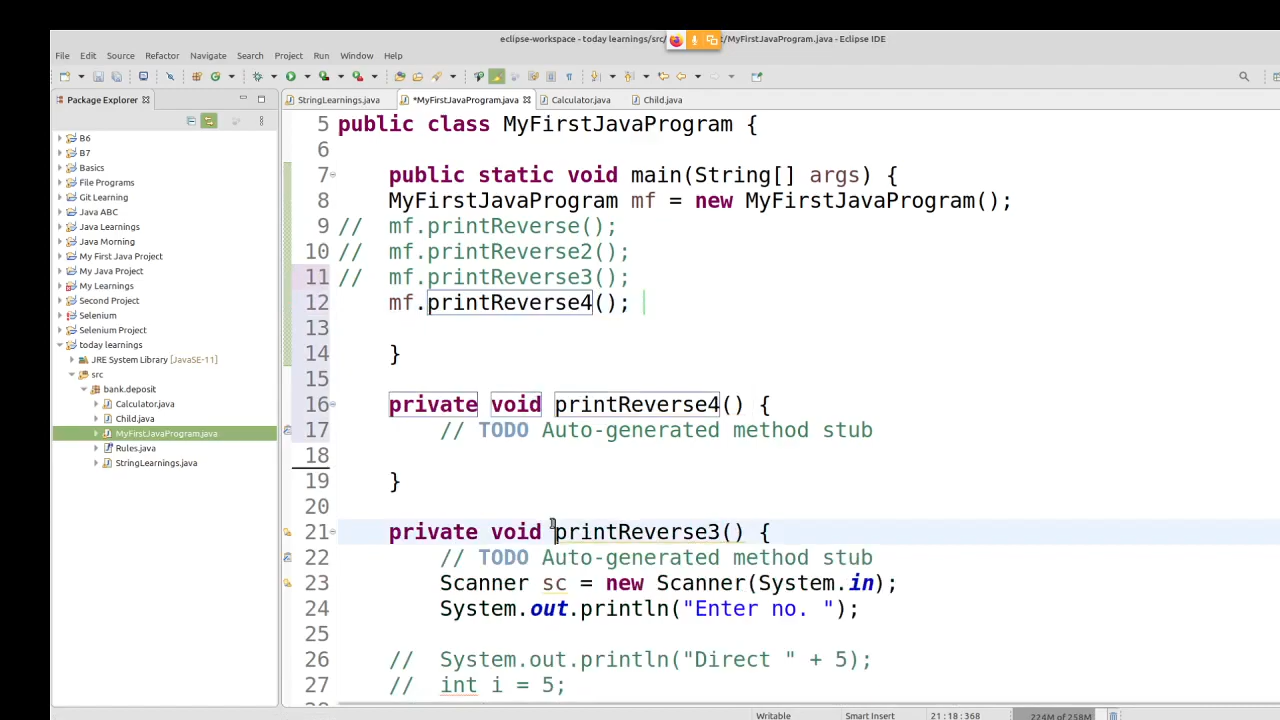 eclipse-workspace - today learnings/src/ t/MyFirstJavaProgram.java - Eclipse IDE
File Edit Source Refactor Navigate Search Project Run Window Help
Package Explorer
StringLearnings.java *MyFirstJavaProgram.java Calculator.java Child.java
B6
B7
Basics
File Programs
Git Learning
Java ABC
Java Learnings
Java Morning
My First Java Project
My Java Project
My Learnings
Second Project
Selenium
Selenium Project
today learnings
JRE System Library [JavaSE-11]
src
bank.deposit
Calculator.java
Child.java
MyFirstJavaProgram.java
Rules.java
StringLearnings.java
5 public class MyFirstJavaProgram {
6
7 public static void main(String[] args) {
8 MyFirstJavaProgram mf = new MyFirstJavaProgram();
9 // mf.printReverse();
10 // mf.printReverse2();
11 // mf.printReverse3();
12 mf.printReverse4();
13
14 }
15
16 private void printReverse4() {
17 // TODO Auto-generated method stub
18
19 }
20
21 private void printReverse3() {
22 // TODO Auto-generated method stub
23 Scanner sc = new Scanner(System.in);
24 System.out.println("Enter no. ");
25
26 // System.out.println("Direct " + 5);
27 // int i = 5;
Writable Smart Insert 21 : 18 : 368 224M of 258M